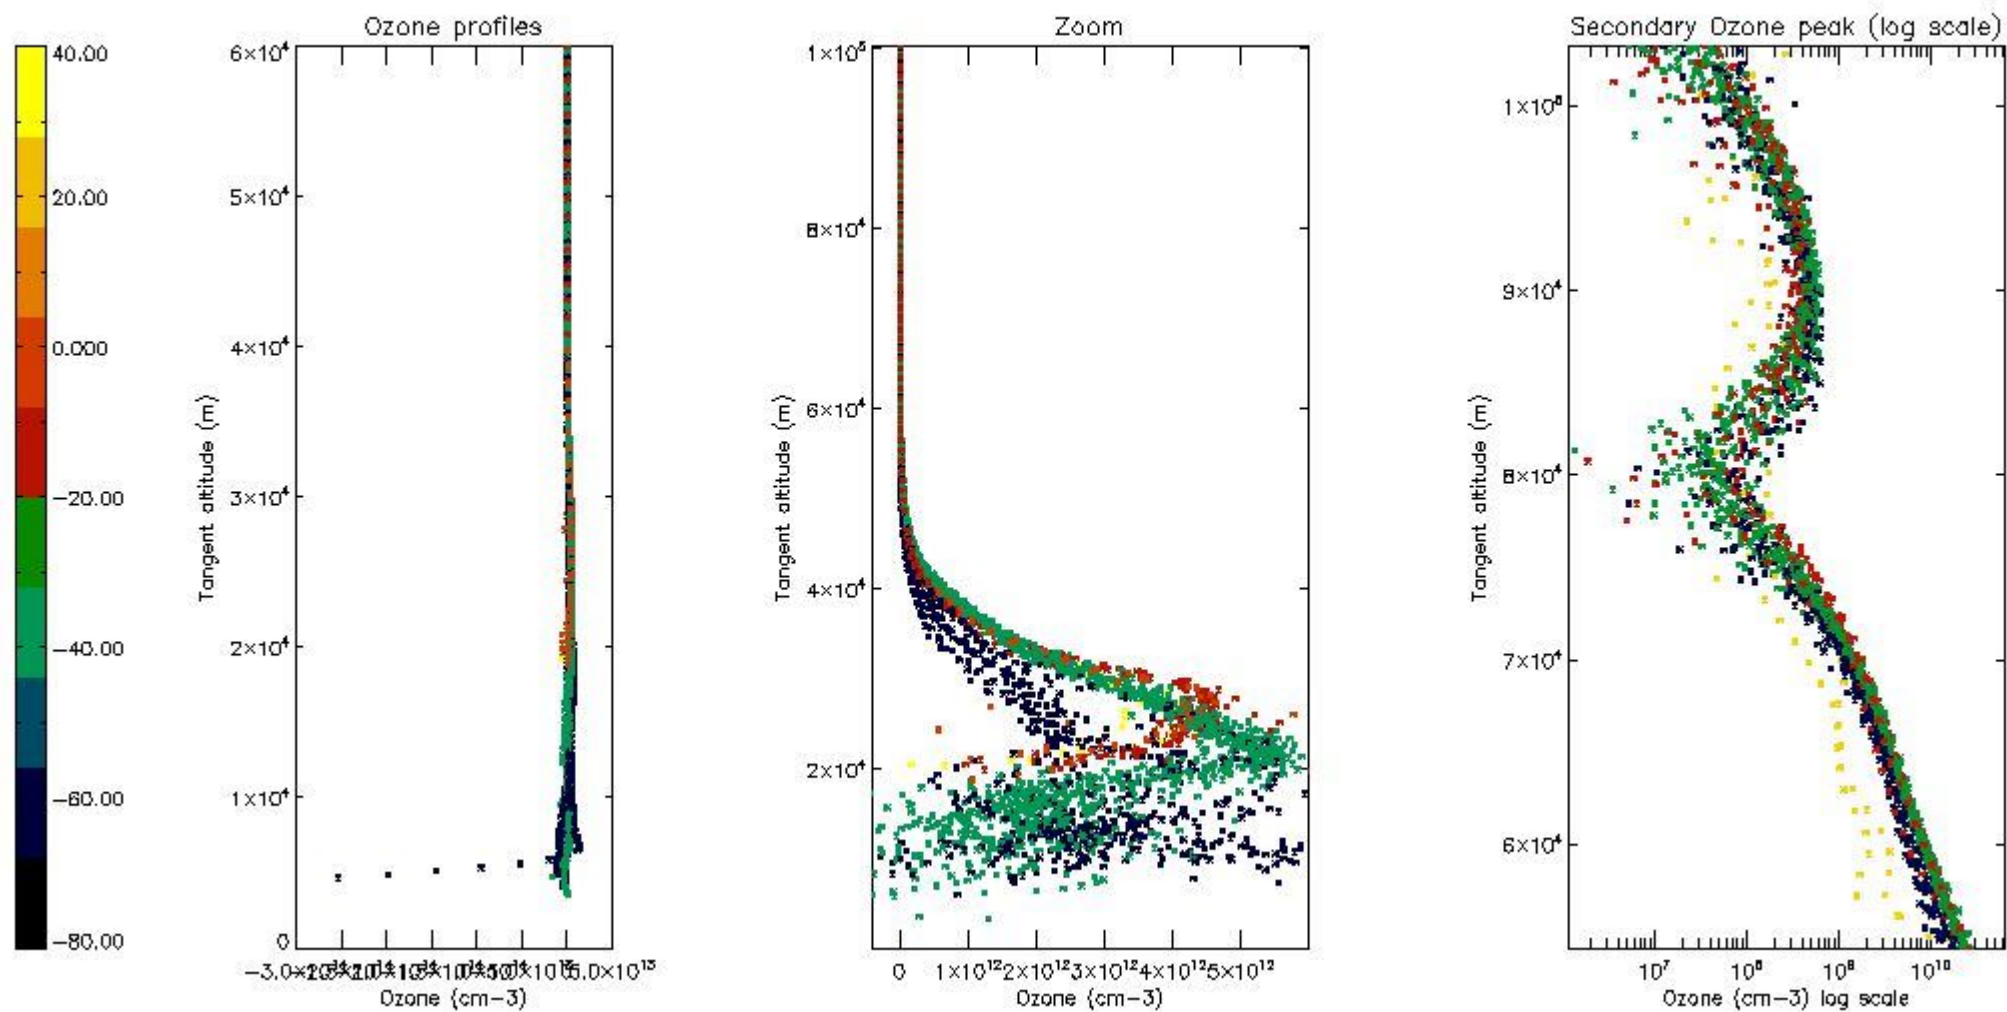 Ozone profiles
Zoom
Secondary Ozone peak (log scale)
40.00
20.00
0.000
−20.00
−40.00
−60.00
−80.00
6×10⁴
5×10⁴
4×10⁴
3×10⁴
2×10⁴
1×10⁴
0
Tangent altitude (m)
5.0×10¹³
Ozone (cm−3)
1×10⁵
8×10⁴
6×10⁴
4×10⁴
2×10⁴
Tangent altitude (m)
0 1×10¹² 2×10¹² 3×10¹² 4×10¹² 5×10¹²
Ozone (cm−3)
1×10⁵
9×10⁴
8×10⁴
7×10⁴
6×10⁴
Tangent altitude (m)
10⁷ 10⁸ 10⁹ 10¹⁰
Ozone (cm−3) log scale